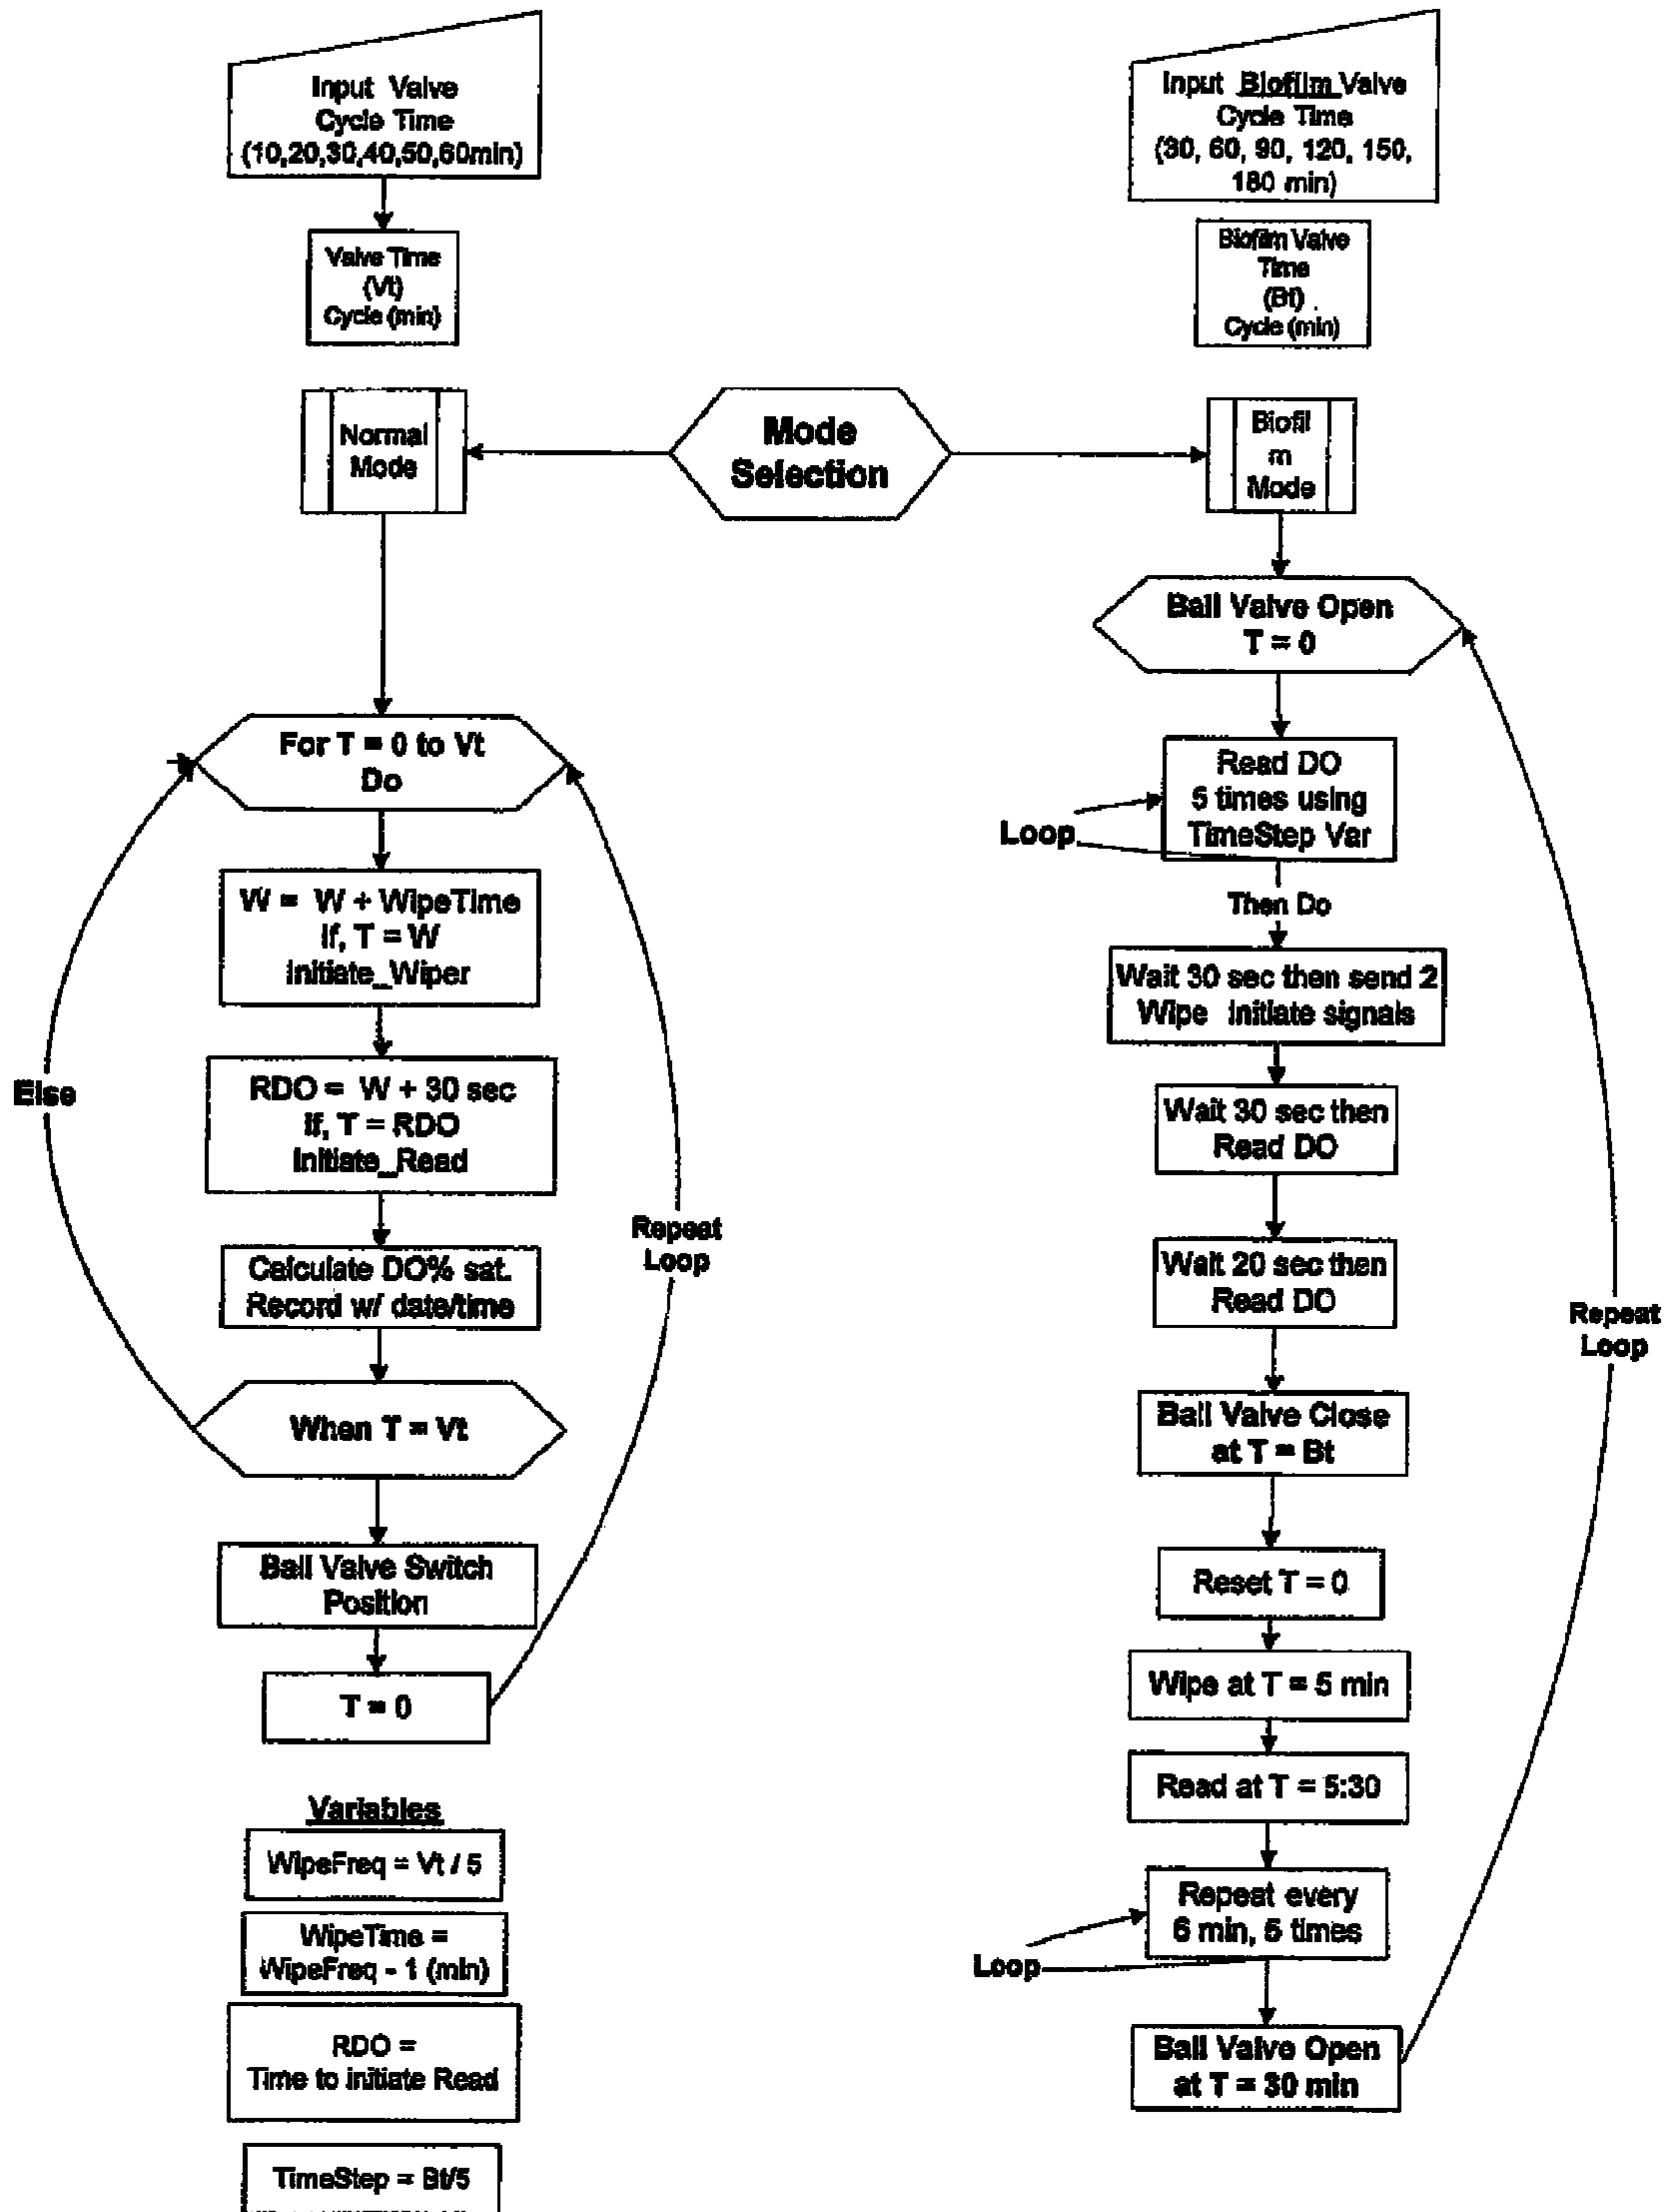 Input Valve
Cycle Time
(10,20,30,40,50,60min)
Valve Time
(Vt)
Cycle (min)
Input Biofilm Valve
Cycle Time
(30, 60, 90, 120, 150,
180 min)
Biofilm Valve
Time
(Bt)
Cycle (min)
Normal
Mode
Mode
Selection
Biofil
m
Mode
For T = 0 to Vt
Do
W = W + WipeTime
If, T = W
Initiate_Wiper
RDO = W + 30 sec
If, T = RDO
Initiate_Read
Calculate DO% sat.
Record w/ date/time
When T = Vt
Ball Valve Switch
Position
T = 0
Else
Repeat
Loop
Variables
WipeFreq = Vt / 5
WipeTime =
WipeFreq - 1 (min)
RDO =
Time to initiate Read
TimeStep = Bt/5
Ball Valve Open
T = 0
Read DO
5 times using
TimeStep Var
Loop
Then Do
Wait 30 sec then send 2
Wipe Initiate signals
Wait 30 sec then
Read DO
Wait 20 sec then
Read DO
Ball Valve Close
at T = Bt
Reset T = 0
Wipe at T = 5 min
Read at T = 5:30
Repeat every
6 min, 5 times
Loop
Ball Valve Open
at T = 30 min
Repeat
Loop